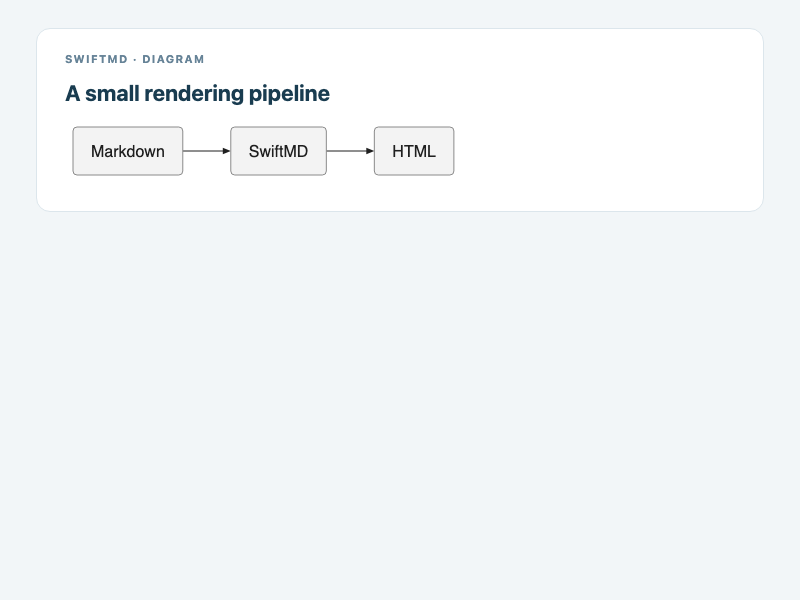 SWIFTMD · DIAGRAM
A small rendering pipeline
Markdown SwiftMD HTML